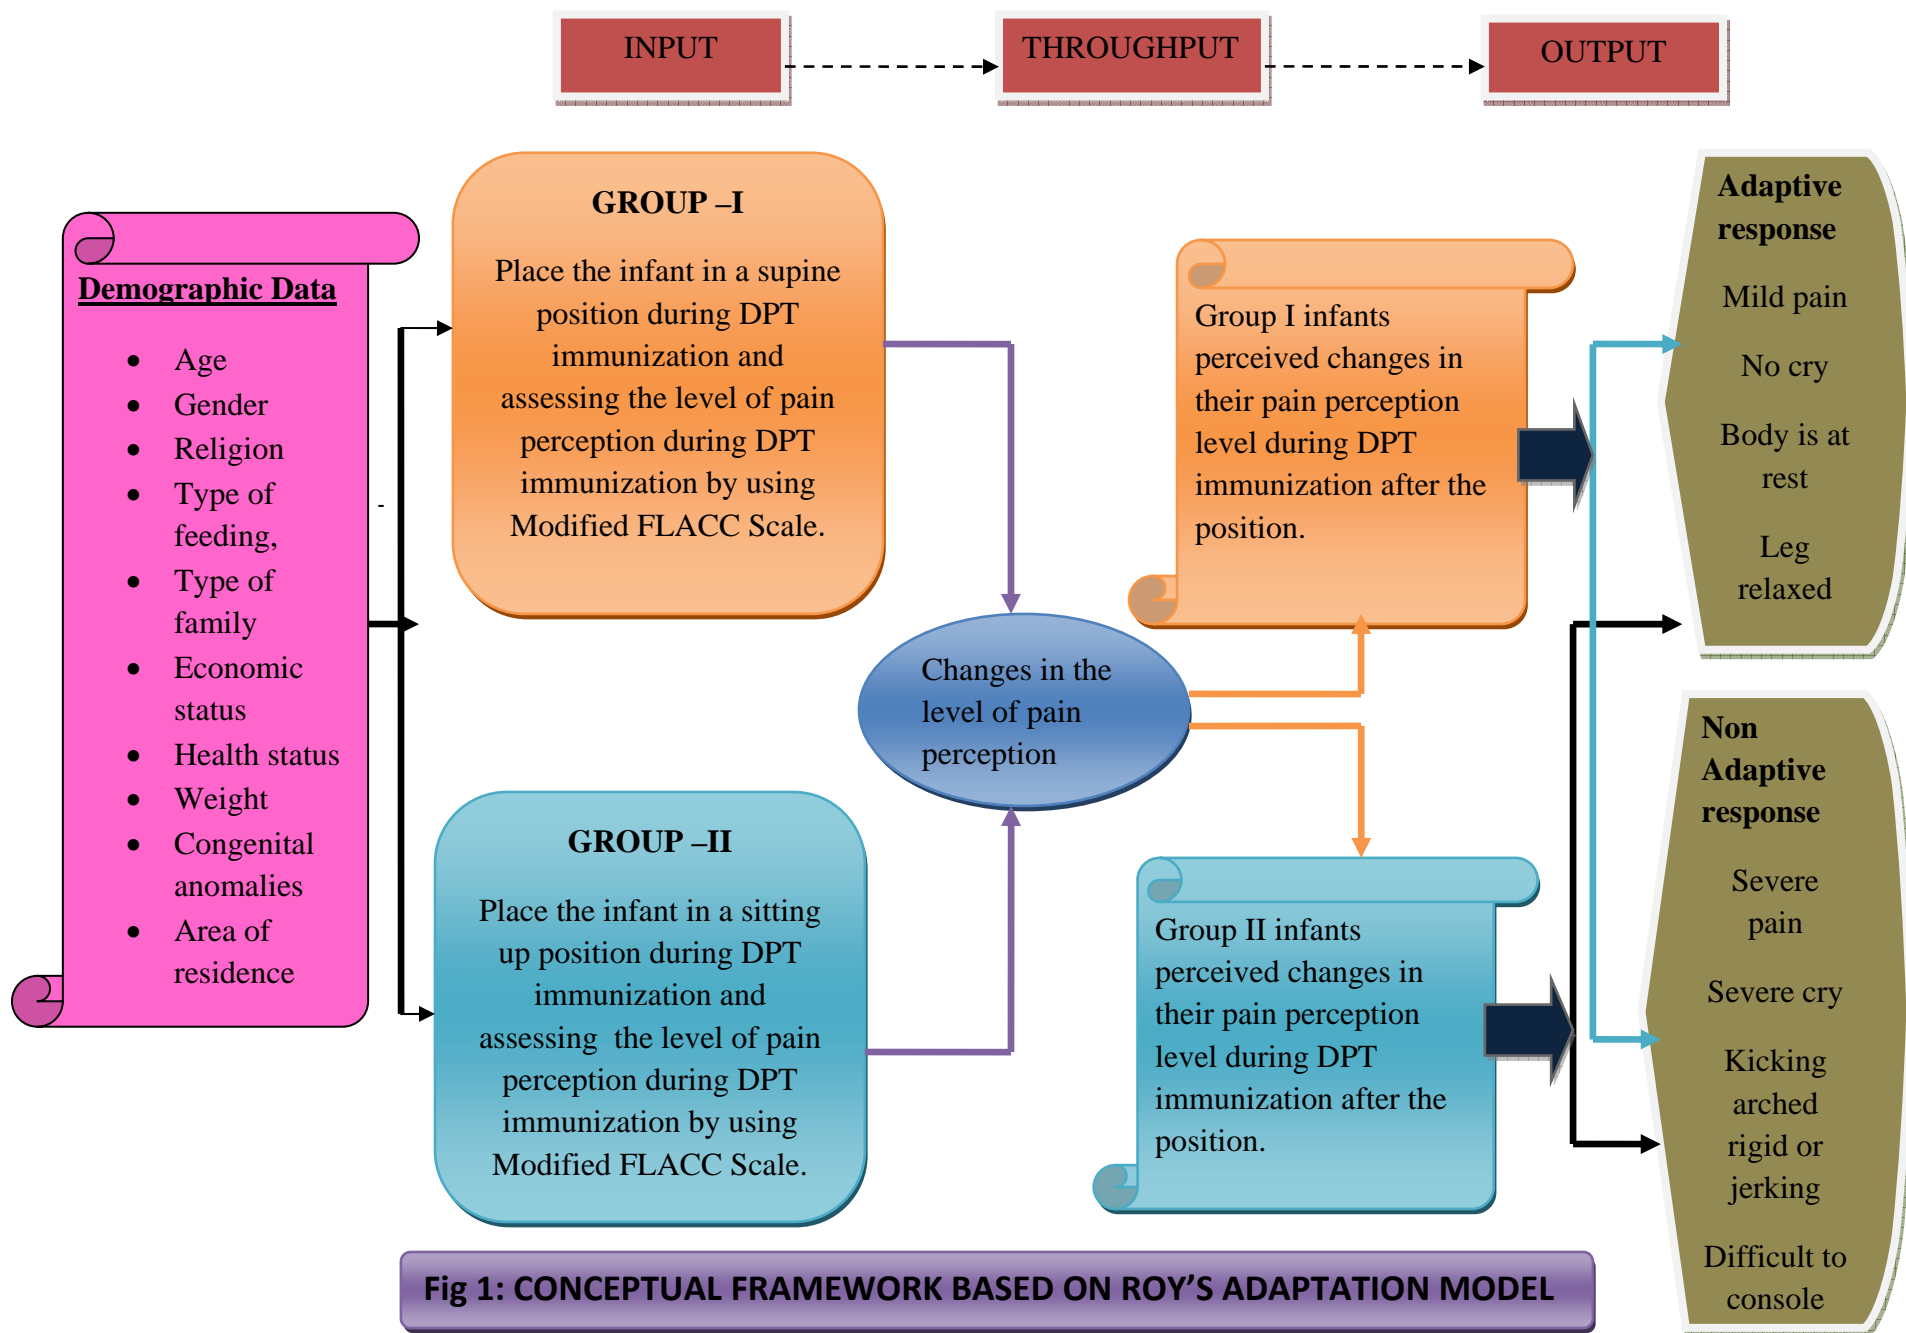 INPUT
THROUGHPUT
OUTPUT
Demographic Data
• Age
• Gender
• Religion
• Type of
feeding,
• Type of
family
• Economic
status
• Health status
• Weight
• Congenital
anomalies
• Area of
residence
-
GROUP –I
Place the infant in a supine
position during DPT
immunization and
assessing the level of pain
perception during DPT
immunization by using
Modified FLACC Scale.
GROUP –II
Place the infant in a sitting
up position during DPT
immunization and
assessing the level of pain
perception during DPT
immunization by using
Modified FLACC Scale.
Changes in the
level of pain
perception
Group I infants
perceived changes in
their pain perception
level during DPT
immunization after the
position.
Group II infants
perceived changes in
their pain perception
level during DPT
immunization after the
position.
Adaptive
response
Mild pain
No cry
Body is at
rest
Leg
relaxed
Non
Adaptive
response
Severe
pain
Severe cry
Kicking
arched
rigid or
jerking
Difficult to
console
Fig 1: CONCEPTUAL FRAMEWORK BASED ON ROY’S ADAPTATION MODEL